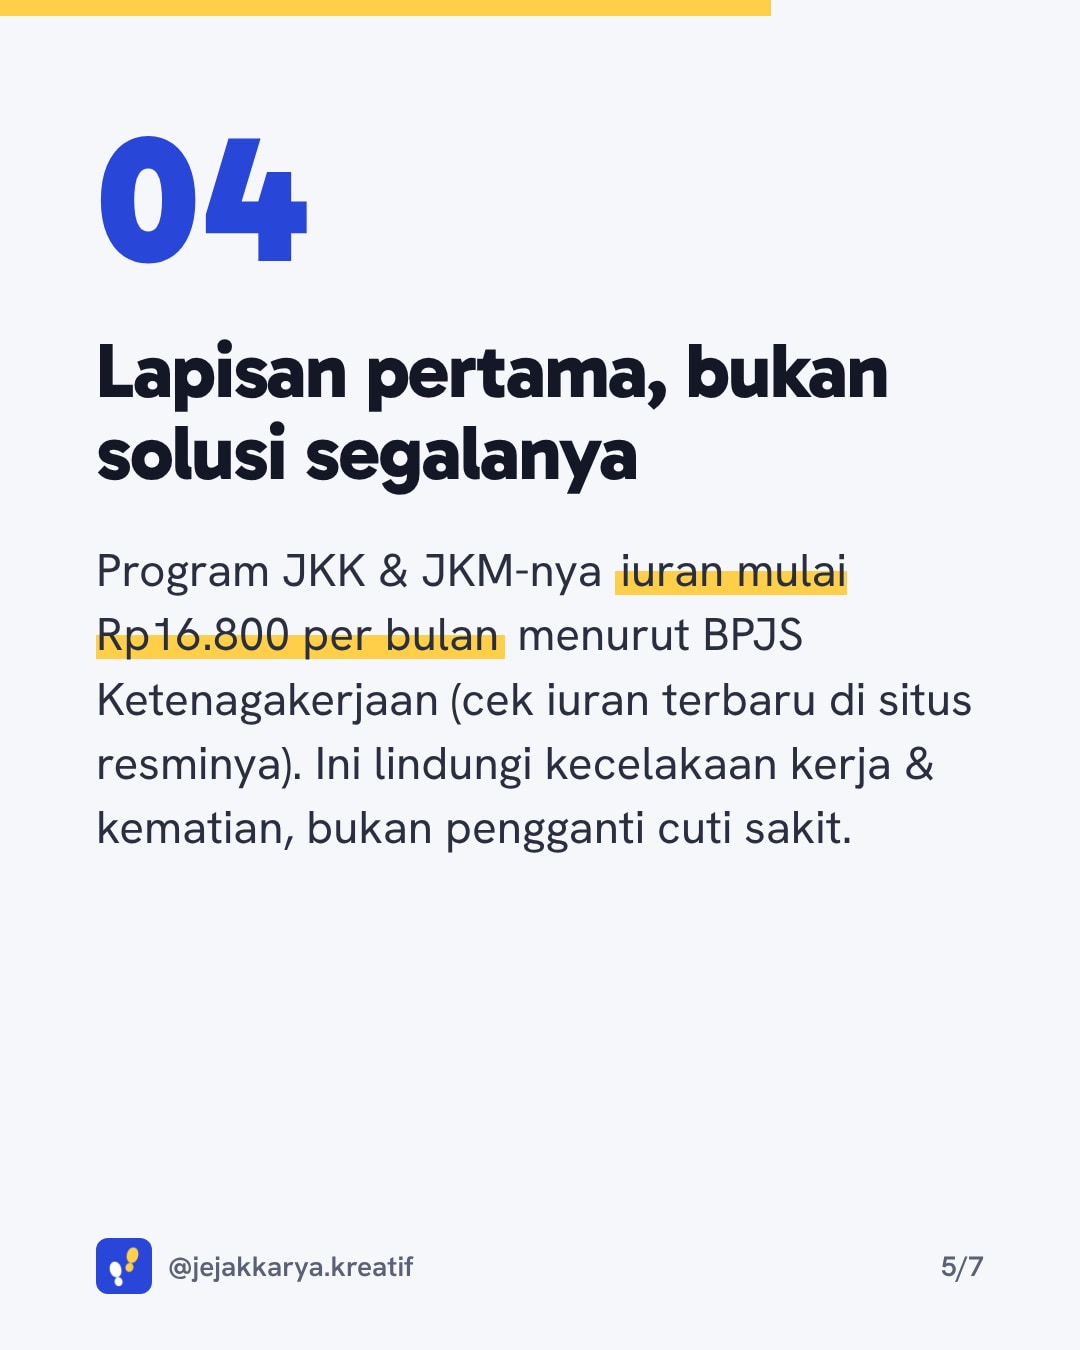 04
Lapisan pertama, bukan
solusi segalanya
Program JKK & JKM-nya iuran mulai
Rp16.800 per bulan menurut BPJS
Ketenagakerjaan (cek iuran terbaru di situs
resminya). Ini lindungi kecelakaan kerja &
kematian, bukan pengganti cuti sakit.
@jejakkarya.kreatif
5/7